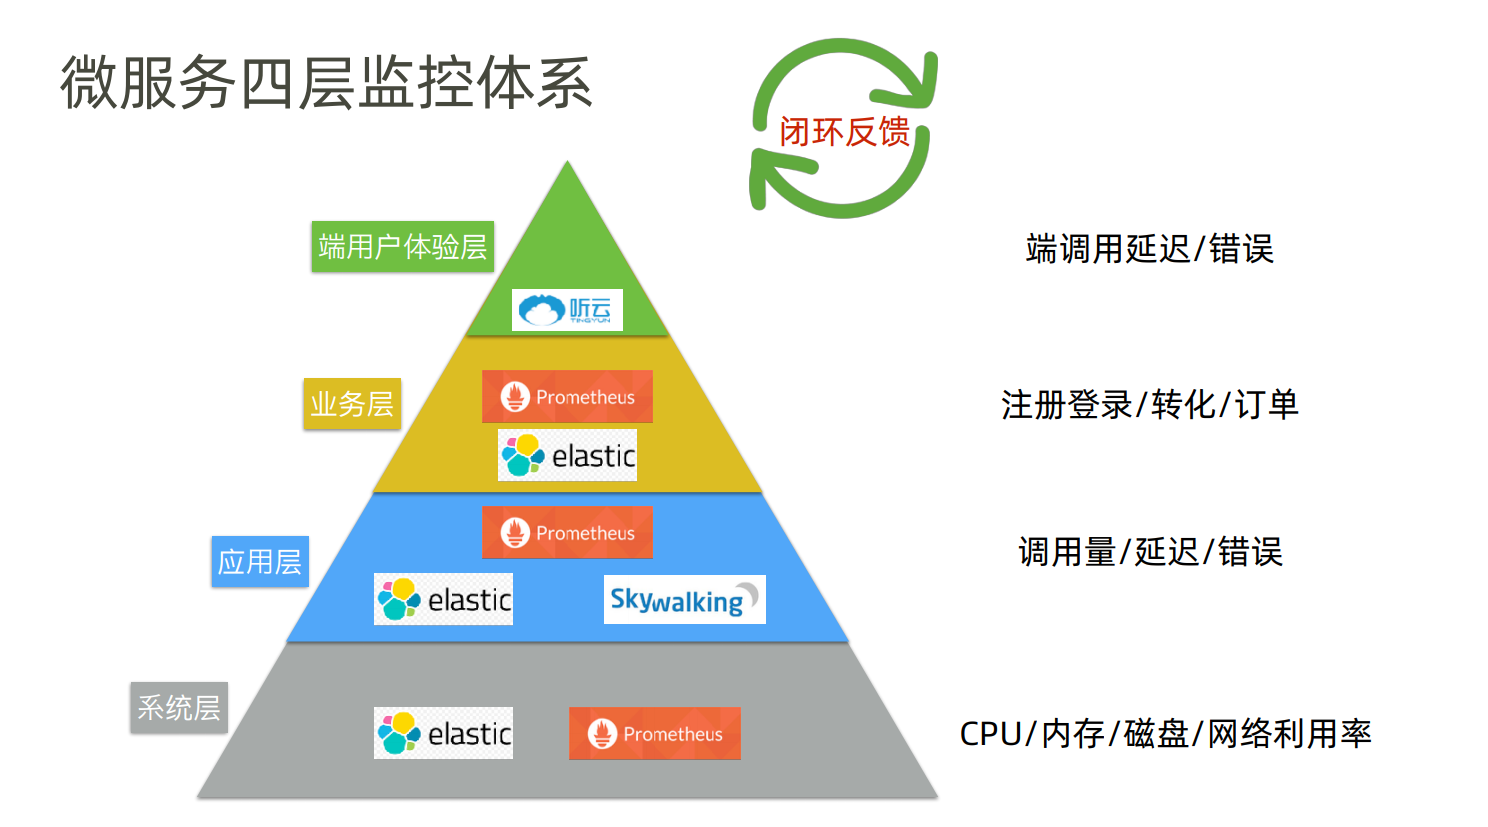 微服务四层监控体系
闭环反馈
端用户体验层
端调用延迟/错误
听云
TINGYUN
业务层
Prometheus
注册登录/转化/订单
elastic
应用层
Prometheus
调用量/延迟/错误
elastic
Skywalking
系统层
elastic
Prometheus
CPU/内存/磁盘/网络利用率